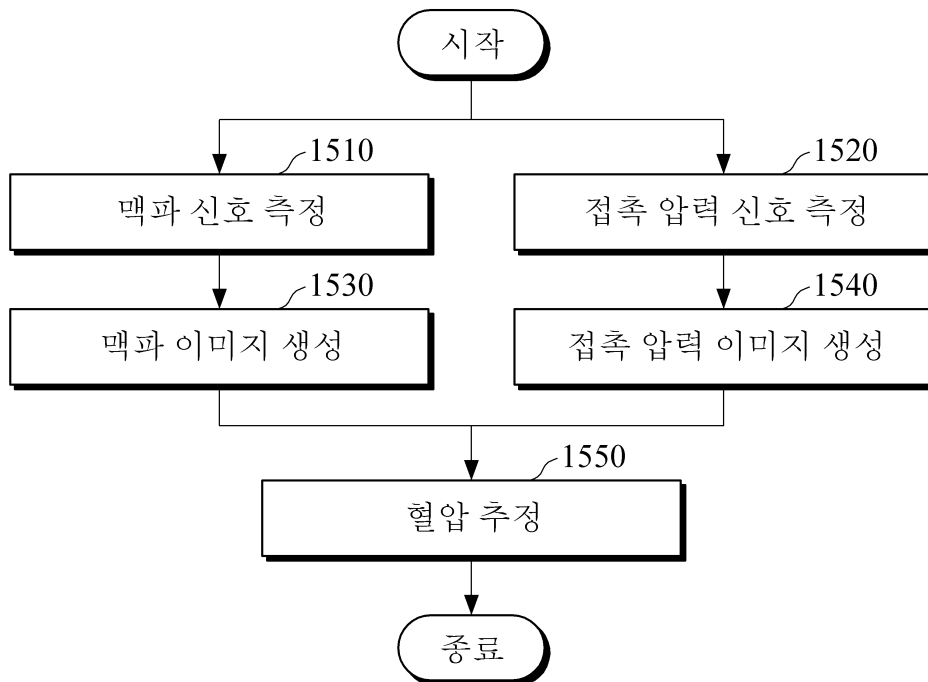 시작
1510
맥파 신호 측정
1520
접촉 압력 신호 측정
1530
맥파 이미지 생성
1540
접촉 압력 이미지 생성
1550
혈압 추정
종료